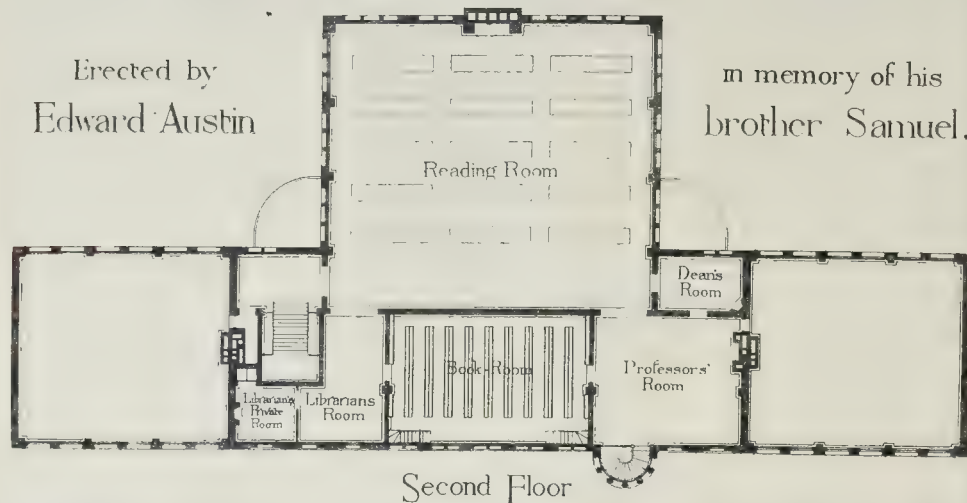 Erected by
Edward Austin
in memory of his
brother Samuel.
Reading Room
Dean's
Room
Book-Room
Professors'
Room
Librarian's
Private
Room
Librarians
Room
Second Floor